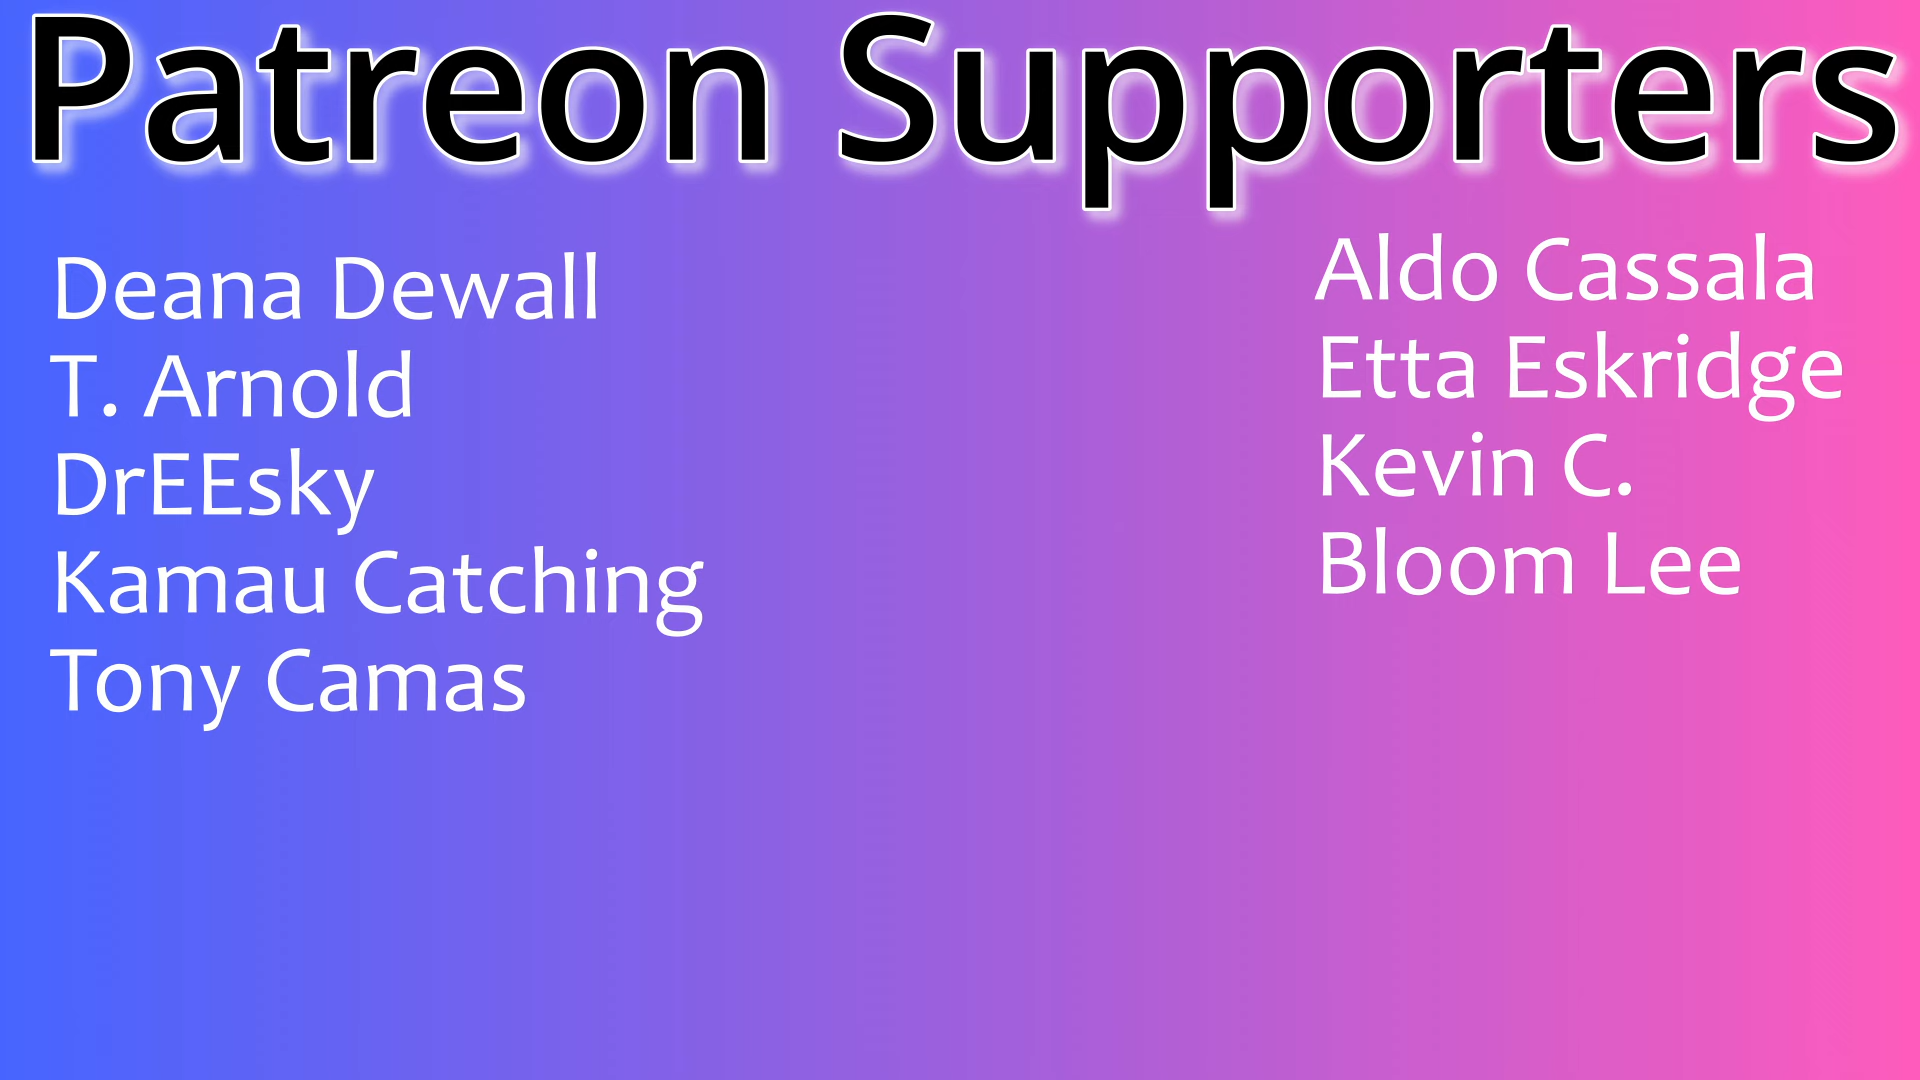 Patreon Supporters
Deana Dewall
T. Arnold
DrEEsky
Kamau Catching
Tony Camas
Aldo Cassala
Etta Eskridge
Kevin C.
Bloom Lee